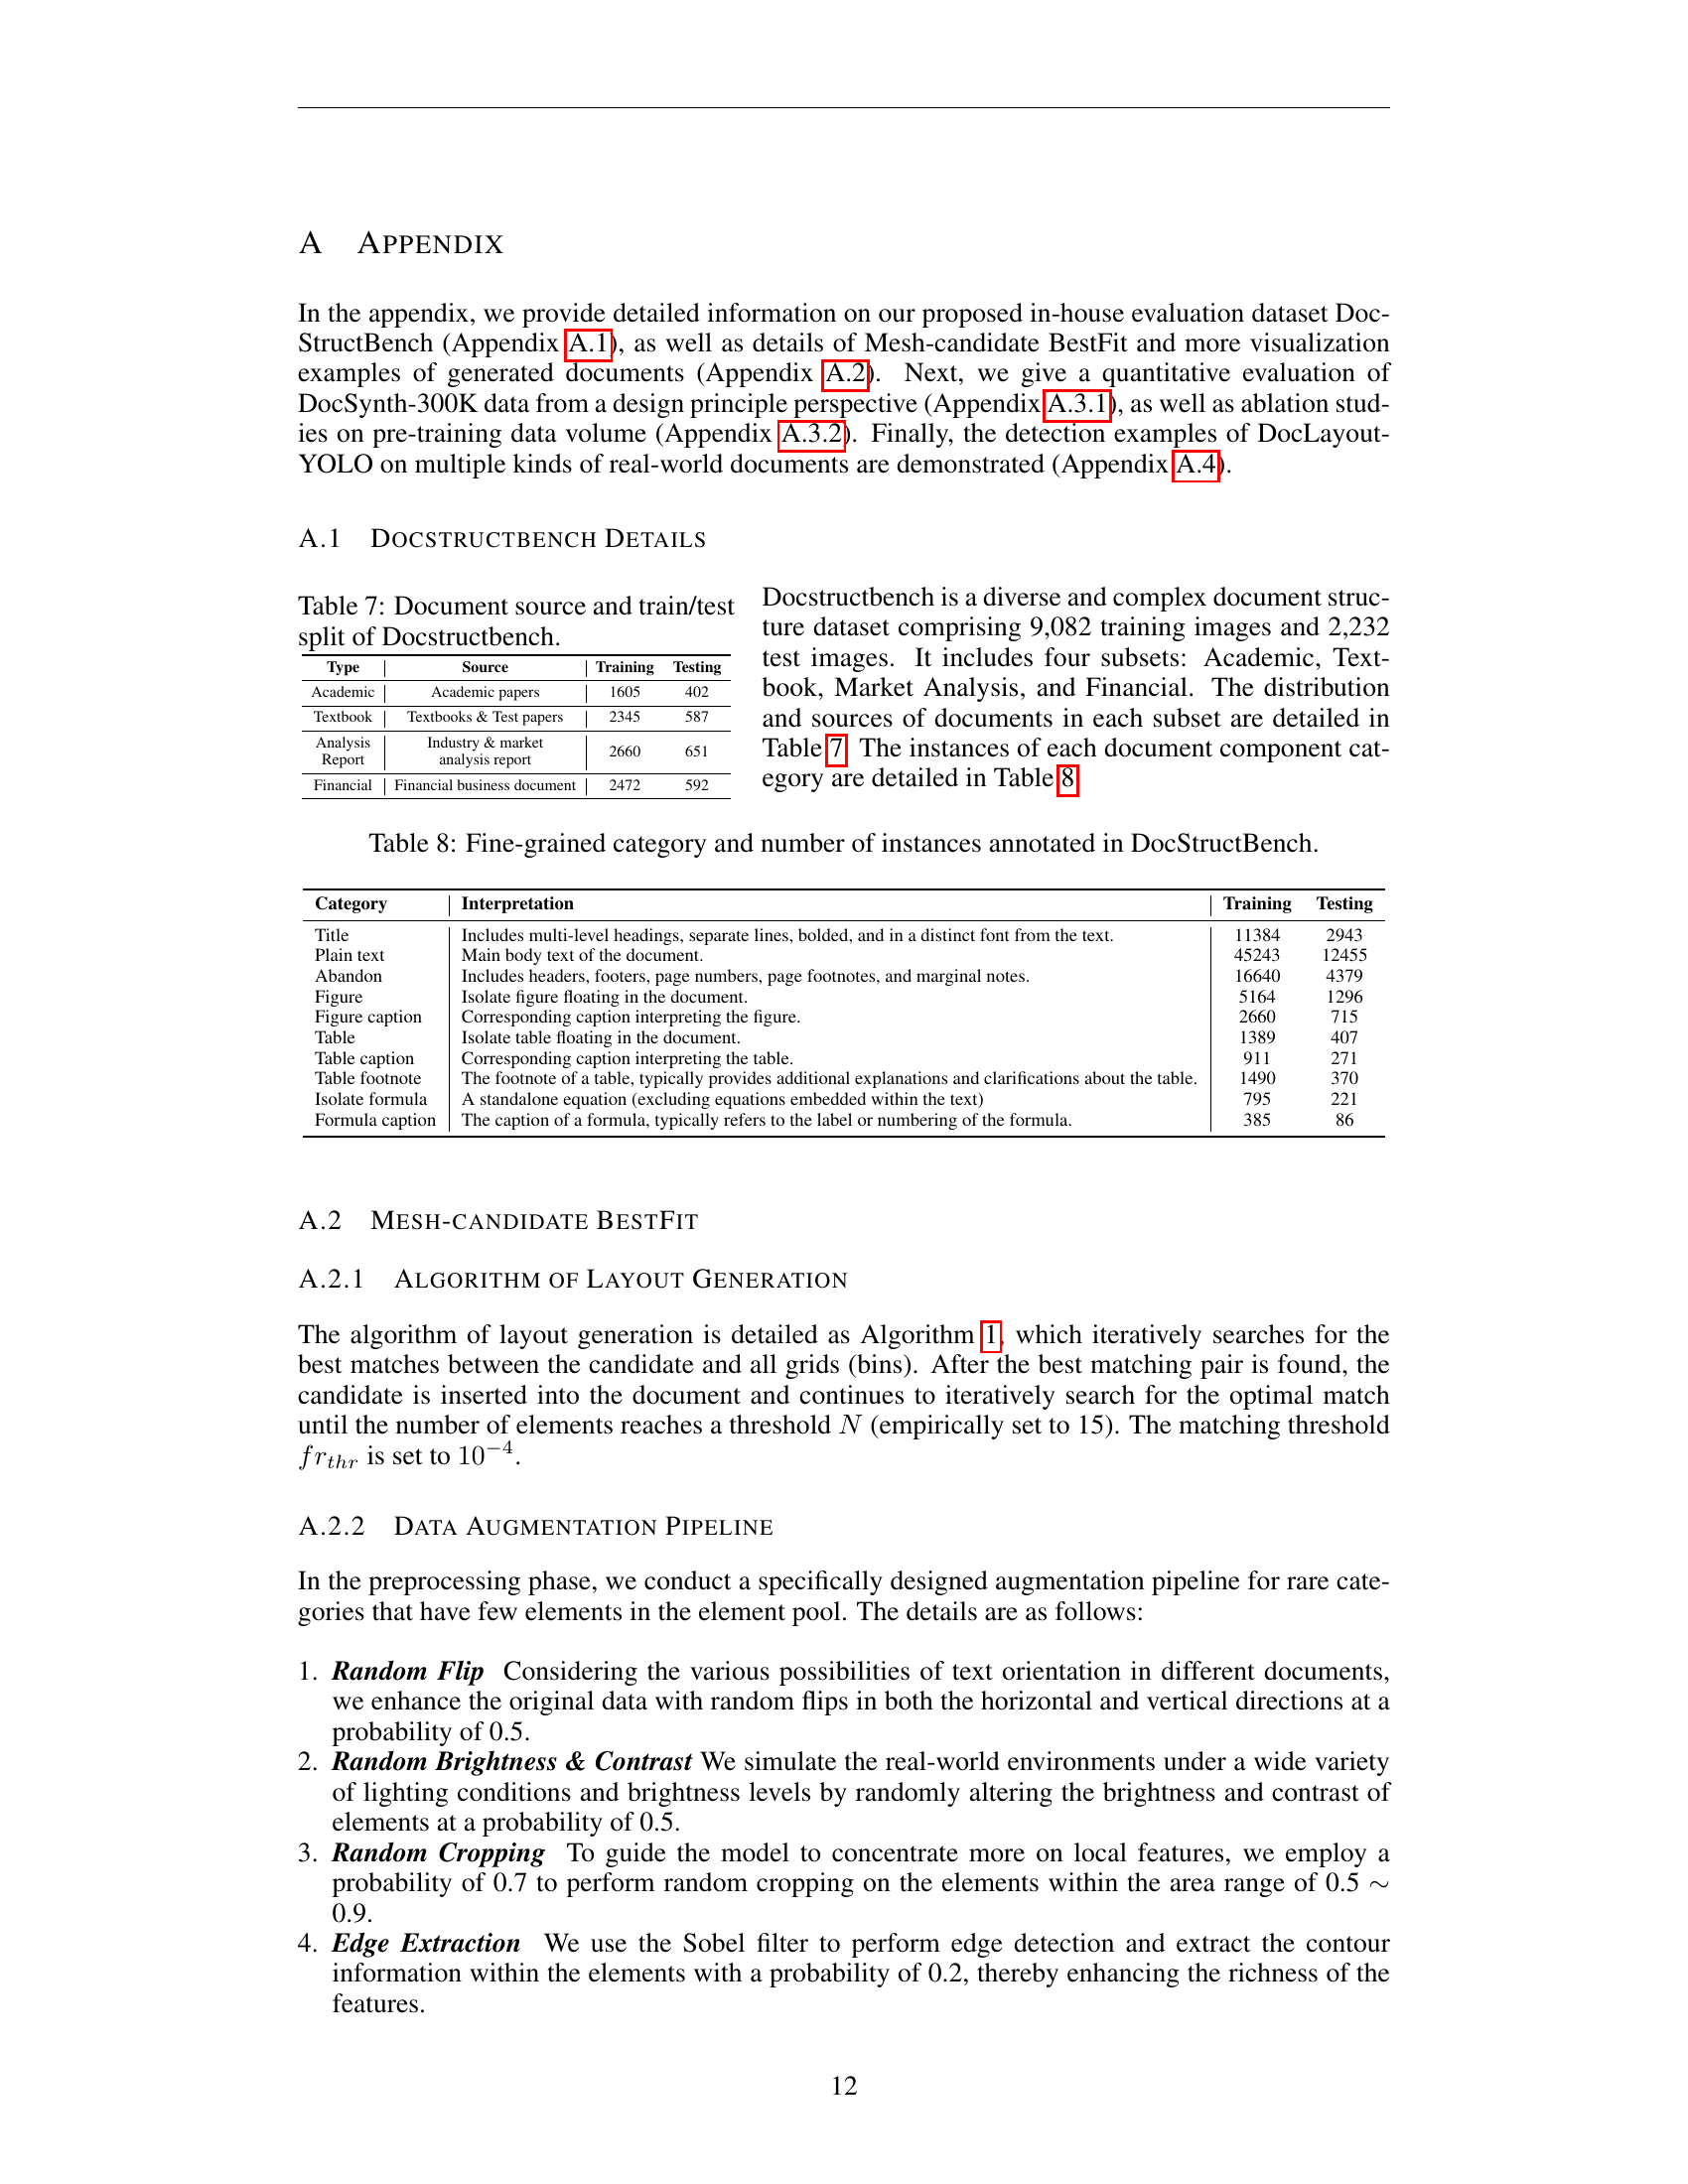 A APPENDIX
In the appendix, we provide detailed information on our proposed in-house evaluation dataset Doc-
StructBench (Appendix A.1), as well as details of Mesh-candidate BestFit and more visualization
examples of generated documents (Appendix A.2). Next, we give a quantitative evaluation of
DocSynth-300K data from a design principle perspective (Appendix A.3.1), as well as ablation stud-
ies on pre-training data volume (Appendix A.3.2). Finally, the detection examples of DocLayout-
YOLO on multiple kinds of real-world documents are demonstrated (Appendix A.4).
A.1 DOCSTRUCTBENCH DETAILS
Table 7: Document source and train/test
split of Docstructbench.
Type Source Training Testing
Academic Academic papers 1605 402
Textbook Textbooks & Test papers 2345 587
Analysis Report Industry & market analysis report 2660 651
Financial Financial business document 2472 592
Docstructbench is a diverse and complex document struc-
ture dataset comprising 9,082 training images and 2,232
test images. It includes four subsets: Academic, Text-
book, Market Analysis, and Financial. The distribution
and sources of documents in each subset are detailed in
Table 7. The instances of each document component cat-
egory are detailed in Table 8.
Table 8: Fine-grained category and number of instances annotated in DocStructBench.
Category Interpretation Training Testing
Title Includes multi-level headings, separate lines, bolded, and in a distinct font from the text. 11384 2943
Plain text Main body text of the document. 45243 12455
Abandon Includes headers, footers, page numbers, page footnotes, and marginal notes. 16640 4379
Figure Isolate figure floating in the document. 5164 1296
Figure caption Corresponding caption interpreting the figure. 2660 715
Table Isolate table floating in the document. 1389 407
Table caption Corresponding caption interpreting the table. 911 271
Table footnote The footnote of a table, typically provides additional explanations and clarifications about the table. 1490 370
Isolate formula A standalone equation (excluding equations embedded within the text) 795 221
Formula caption The caption of a formula, typically refers to the label or numbering of the formula. 385 86
A.2 MESH-CANDIDATE BESTFIT
A.2.1 ALGORITHM OF LAYOUT GENERATION
The algorithm of layout generation is detailed as Algorithm 1, which iteratively searches for the
best matches between the candidate and all grids (bins). After the best matching pair is found, the
candidate is inserted into the document and continues to iteratively search for the optimal match
until the number of elements reaches a threshold N (empirically set to 15). The matching threshold
fr_thr is set to 10^−4.
A.2.2 DATA AUGMENTATION PIPELINE
In the preprocessing phase, we conduct a specifically designed augmentation pipeline for rare cate-
gories that have few elements in the element pool. The details are as follows:
1. Random Flip Considering the various possibilities of text orientation in different documents,
we enhance the original data with random flips in both the horizontal and vertical directions at a
probability of 0.5.
2. Random Brightness & Contrast We simulate the real-world environments under a wide variety
of lighting conditions and brightness levels by randomly altering the brightness and contrast of
elements at a probability of 0.5.
3. Random Cropping To guide the model to concentrate more on local features, we employ a
probability of 0.7 to perform random cropping on the elements within the area range of 0.5 ∼
0.9.
4. Edge Extraction We use the Sobel filter to perform edge detection and extract the contour
information within the elements with a probability of 0.2, thereby enhancing the richness of the
features.
12